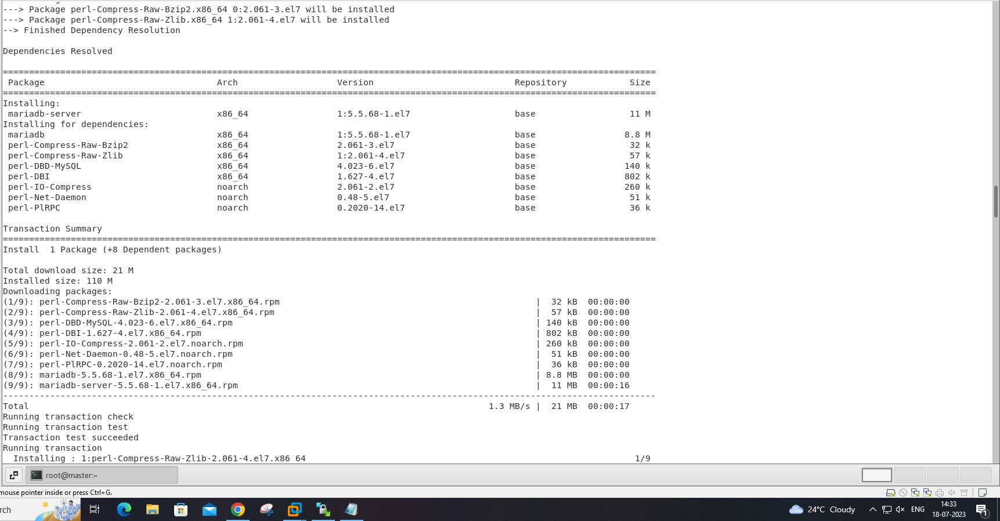 ---> Package perl-Compress-Raw-Bzip2.x86_64 0:2.061-3.el7 will be installed
---> Package perl-Compress-Raw-Zlib.x86_64 1:2.061-4.el7 will be installed
--> Finished Dependency Resolution
Dependencies Resolved
================================================================================================================
Package Arch Version Repository Size
================================================================================================================
Installing:
mariadb-server x86_64 1:5.5.68-1.el7 base 11 M
Installing for dependencies:
mariadb x86_64 1:5.5.68-1.el7 base 8.8 M
perl-Compress-Raw-Bzip2 x86_64 2.061-3.el7 base 32 k
perl-Compress-Raw-Zlib x86_64 1:2.061-4.el7 base 57 k
perl-DBD-MySQL x86_64 4.023-6.el7 base 140 k
perl-DBI x86_64 1.627-4.el7 base 802 k
perl-IO-Compress noarch 2.061-2.el7 base 260 k
perl-Net-Daemon noarch 0.48-5.el7 base 51 k
perl-PlRPC noarch 0.2020-14.el7 base 36 k
Transaction Summary
================================================================================================================
Install  1 Package (+8 Dependent packages)
Total download size: 21 M
Installed size: 110 M
Downloading packages:
(1/9): perl-Compress-Raw-Bzip2-2.061-3.el7.x86_64.rpm | 32 kB 00:00:00
(2/9): perl-Compress-Raw-Zlib-2.061-4.el7.x86_64.rpm | 57 kB 00:00:00
(3/9): perl-DBD-MySQL-4.023-6.el7.x86_64.rpm | 140 kB 00:00:00
(4/9): perl-DBI-1.627-4.el7.x86_64.rpm | 802 kB 00:00:00
(5/9): perl-IO-Compress-2.061-2.el7.noarch.rpm | 260 kB 00:00:00
(6/9): perl-Net-Daemon-0.48-5.el7.noarch.rpm | 51 kB 00:00:00
(7/9): perl-PlRPC-0.2020-14.el7.noarch.rpm | 36 kB 00:00:00
(8/9): mariadb-5.5.68-1.el7.x86_64.rpm | 8.8 MB 00:00:00
(9/9): mariadb-server-5.5.68-1.el7.x86_64.rpm | 11 MB 00:00:16
----------------------------------------------------------------------------------------------------------------
Total 1.3 MB/s | 21 MB 00:00:17
Running transaction check
Running transaction test
Transaction test succeeded
Running transaction
Installing : 1:perl-Compress-Raw-Zlib-2.061-4.el7.x86_64 1/9
root@master:~
mouse pointer inside or press Ctrl+G.
rch
24°C Cloudy
ENG
14:33
18-07-2023
1